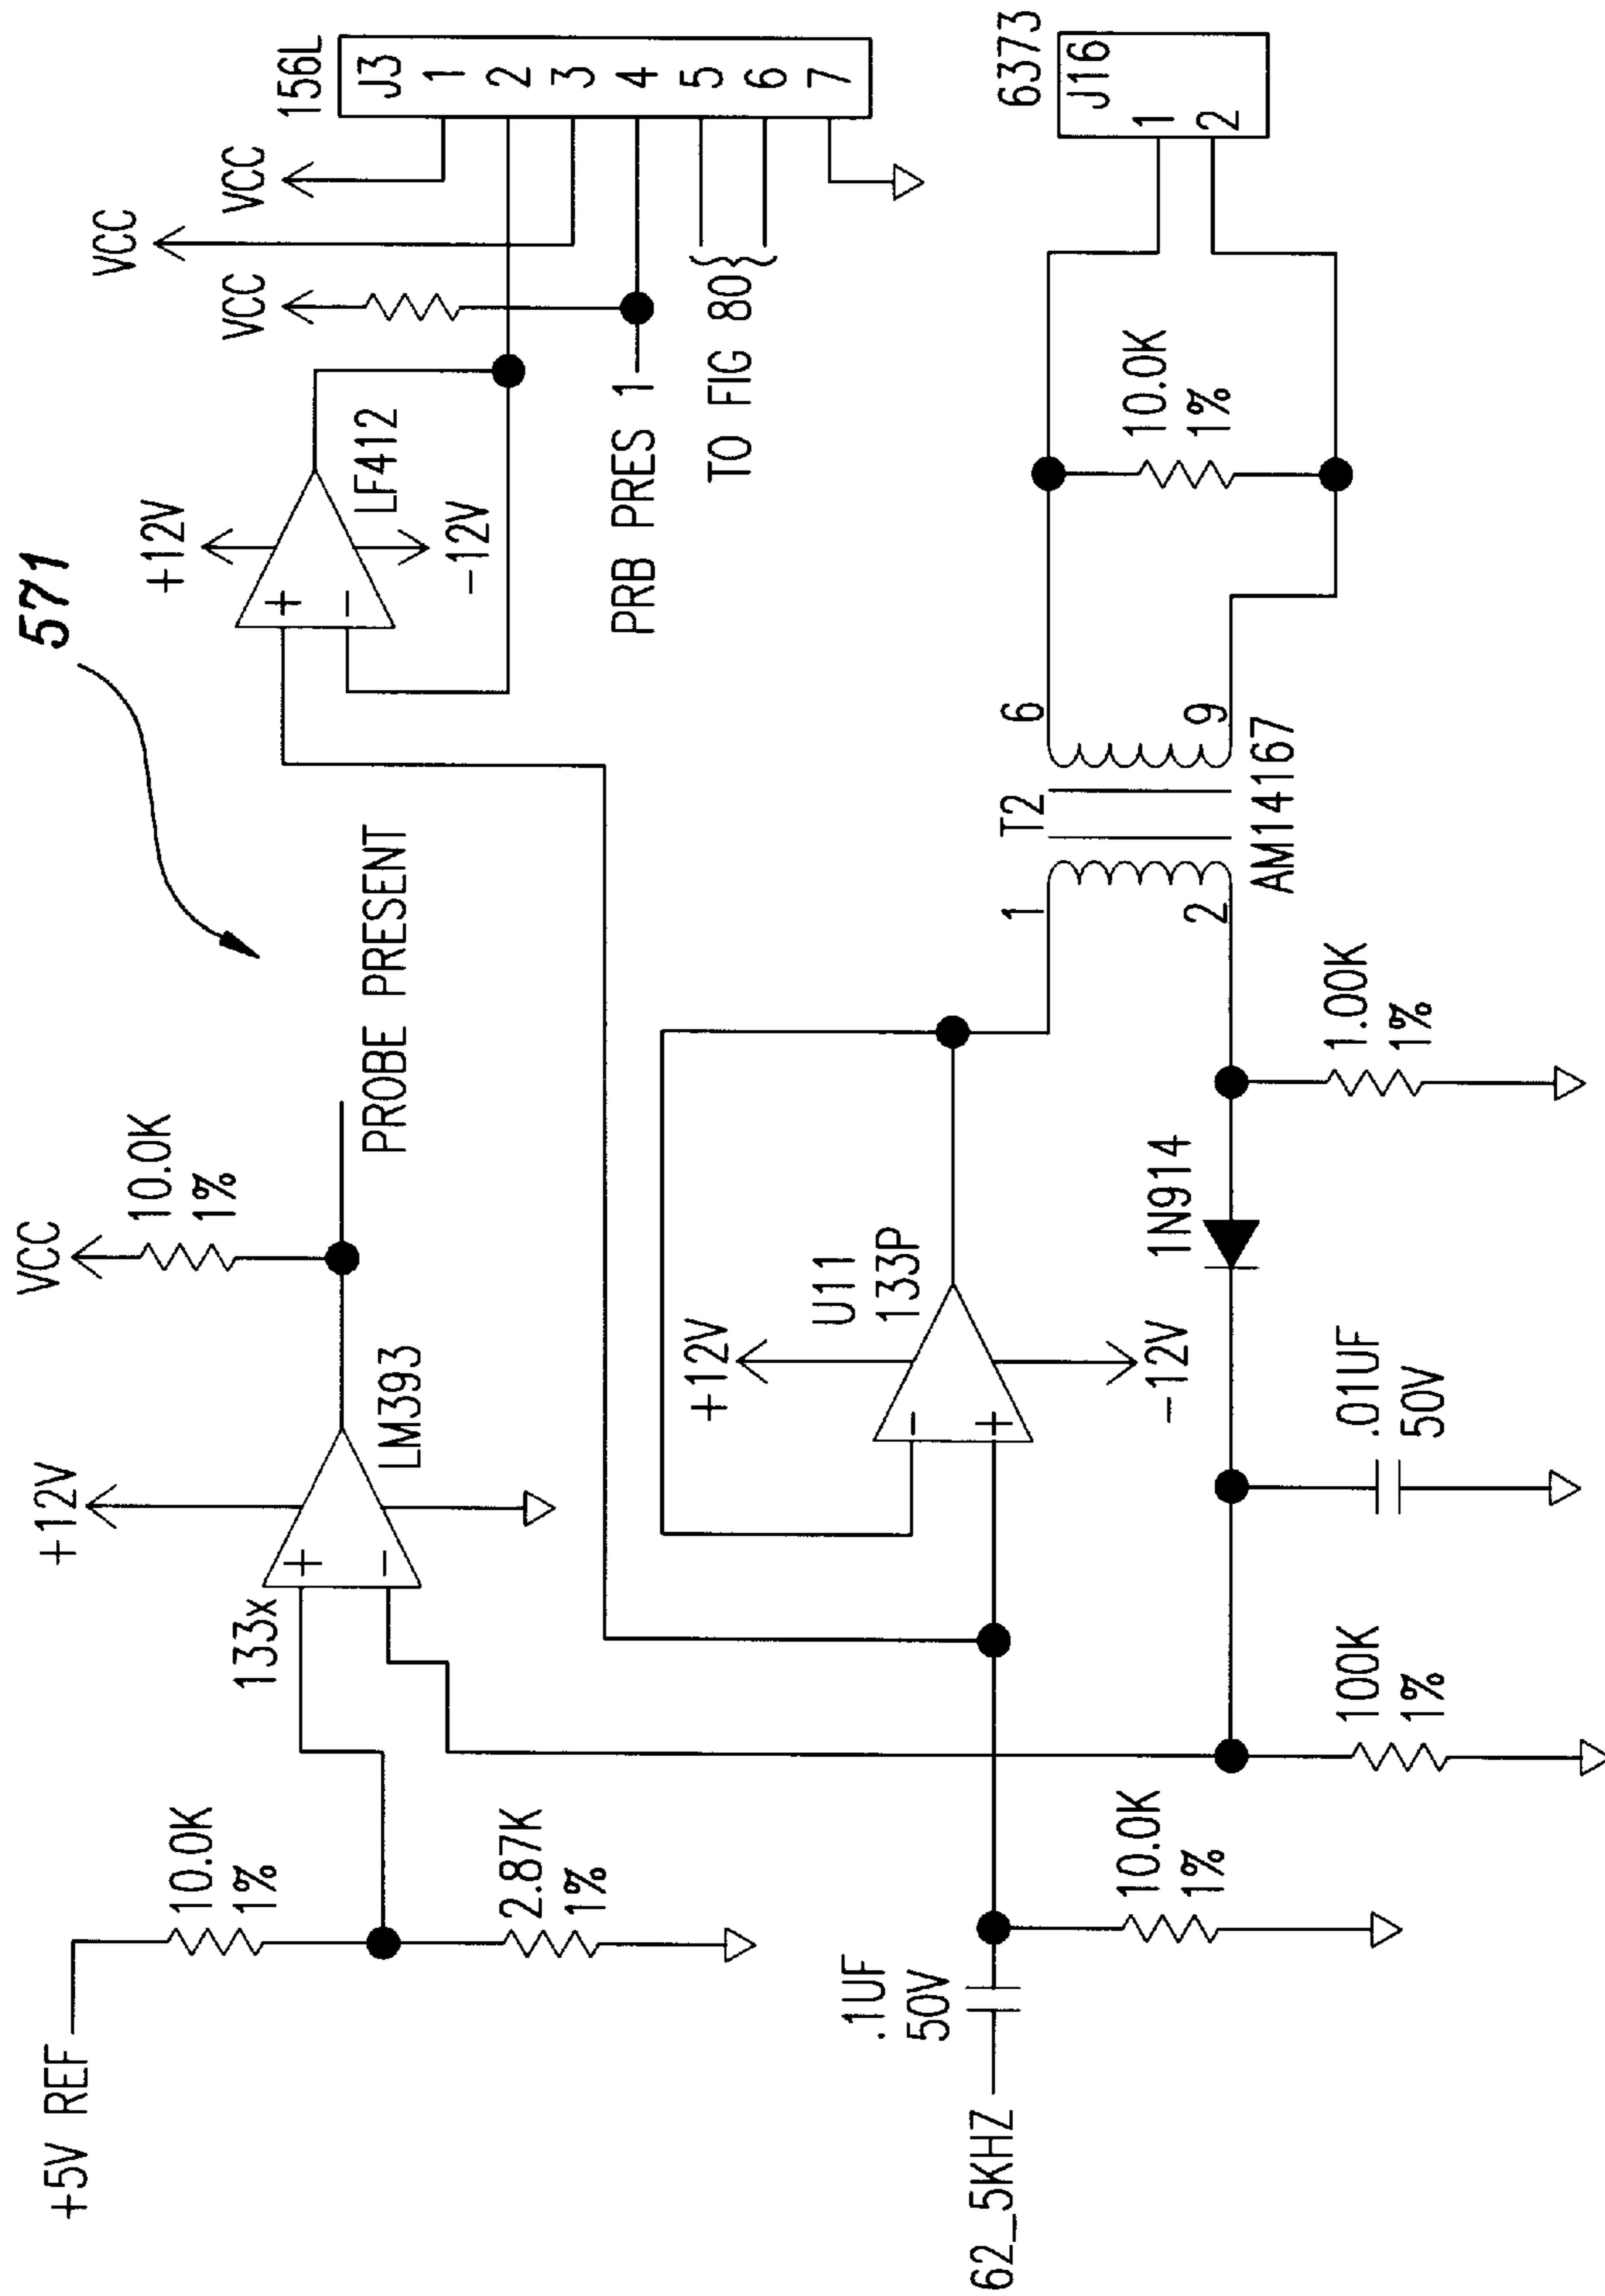 571
+5V REF
10.0K
1%
2.87K
1%
133x
+
-
+12V
LM393
VCC
10.0K
1%
PROBE PRESENT
+12V
+
-
LF412
-12V
VCC
VCC
VCC
156L
J3
1
2
3
4
5
6
7
PRB PRES 1
TO FIG 80
62_5KHZ
.1UF
50V
10.0K
1%
+12V
-
+
U11
133P
-12V
100K
1%
.01UF
50V
1N914
1.00K
1%
1
2
T2
6
9
AM14167
10.0K
1%
6373
J16
1
2